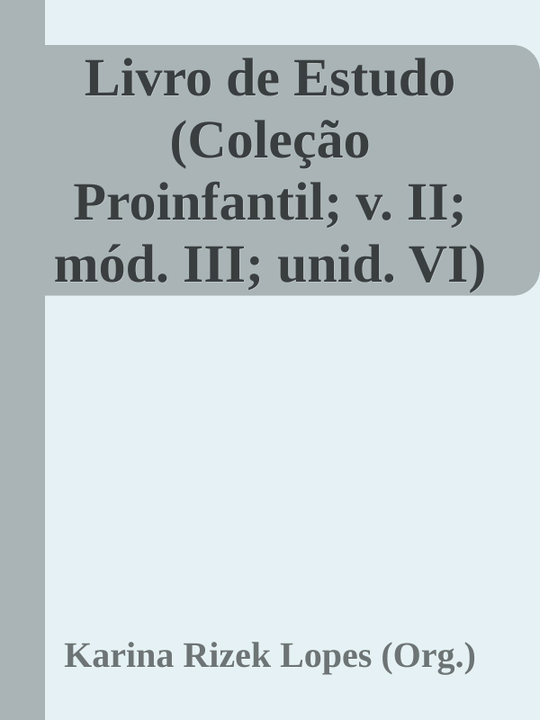 Livro de Estudo
(Coleção
Proinfantil; v. II;
mód. III; unid. VI)
Karina Rizek Lopes (Org.)